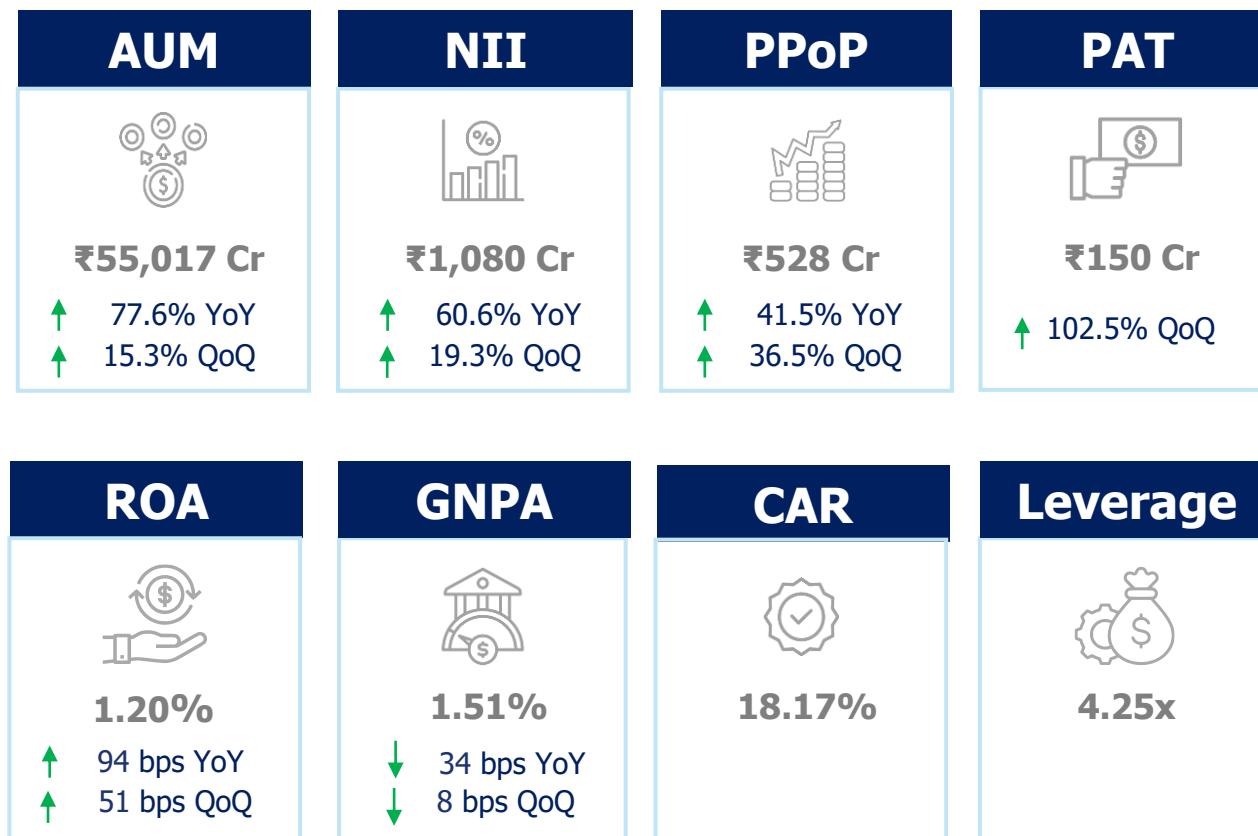 AUM
NII
PPoP
PAT
%
$
$
₹55,017 Cr
₹1,080 Cr
₹528 Cr
₹150 Cr
77.6% YoY
60.6% YoY
41.5% YoY
102.5% QoQ
15.3% QoQ
19.3% QoQ
36.5% QoQ
ROA
GNPA
CAR
Leverage
$
$
$
1.20%
1.51%
18.17%
4.25x
94 bps YoY
34 bps YoY
51 bps QoQ
8 bps QoQ